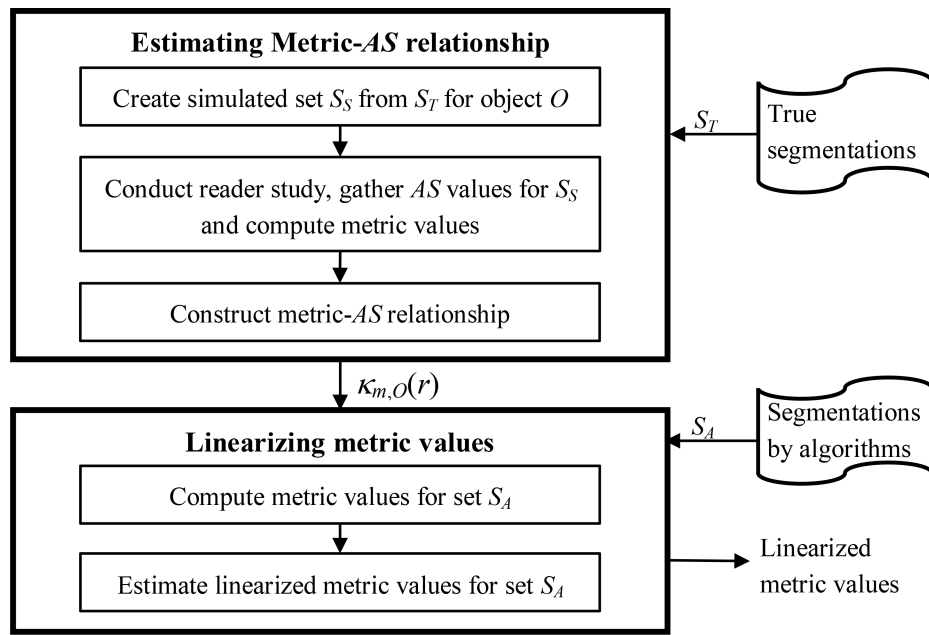 Estimating Metric-AS relationship
Create simulated set S_S from S_T for object O
Conduct reader study, gather AS values for S_S
and compute metric values
Construct metric-AS relationship
S_T
True
segmentations
κ_{m,O}(r)
Linearizing metric values
Compute metric values for set S_A
Estimate linearized metric values for set S_A
S_A
Segmentations
by algorithms
Linearized
metric values